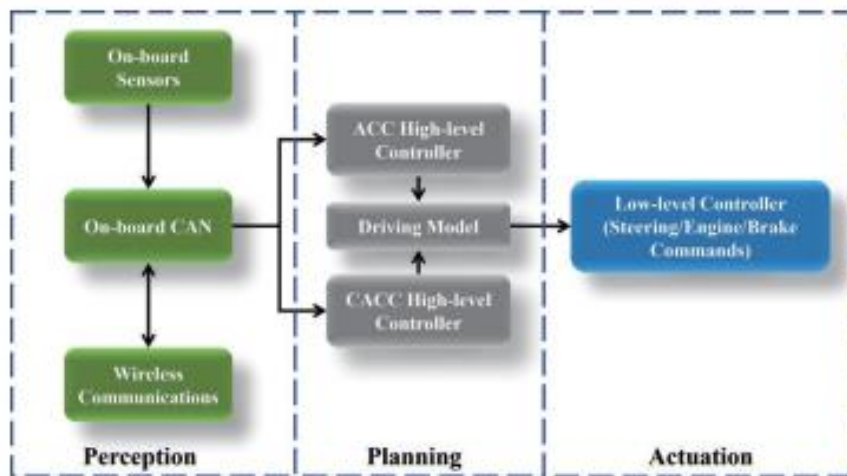 On-board
Sensors
On-board CAN
Wireless
Communications
Perception
ACC High-level
Controller
Driving Model
CACC High-level
Controller
Planning
Low-level Controller
(Steering/Engine/Brake
Commands)
Actuation